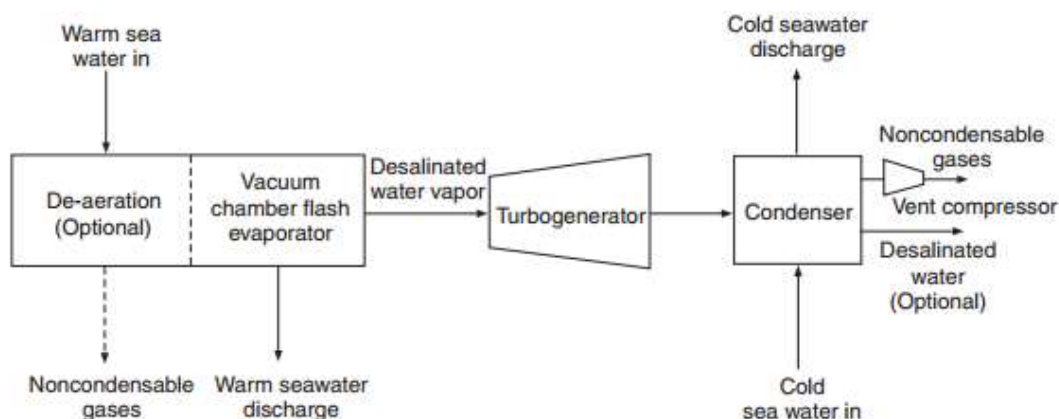 Warm sea
water in
De-aeration
(Optional)
Vacuum
chamber flash
evaporator
Noncondensable
gases
Warm seawater
discharge
Desalinated
water vapor
Turbogenerator
Cold seawater
discharge
Condenser
Noncondensable
gases
Vent compressor
Desalinated
water
(Optional)
Cold
sea water in